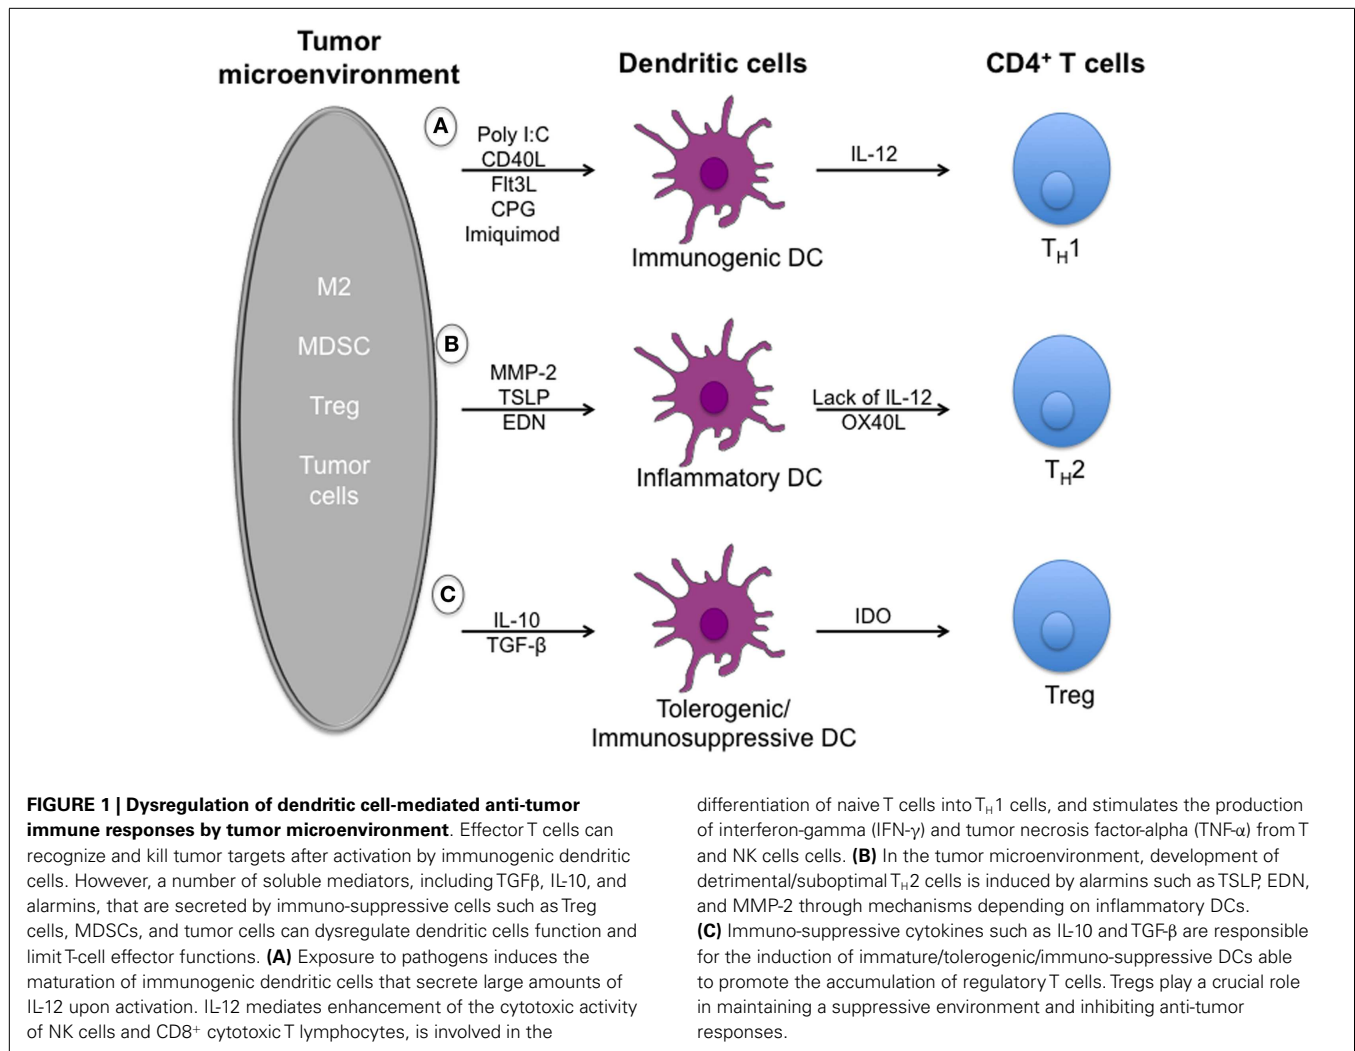 Tumor
microenvironment
Dendritic cells
CD4⁺ T cells
A
Poly I:C
CD40L
Flt3L
CPG
Imiquimod
Immunogenic DC
IL-12
T_H1
M2
MDSC
Treg
Tumor
cells
B
MMP-2
TSLP
EDN
Inflammatory DC
Lack of IL-12
OX40L
T_H2
C
IL-10
TGF-β
Tolerogenic/
Immunosuppressive DC
IDO
Treg
FIGURE 1 | Dysregulation of dendritic cell-mediated anti-tumor
immune responses by tumor microenvironment. Effector T cells can
recognize and kill tumor targets after activation by immunogenic dendritic
cells. However, a number of soluble mediators, including TGFβ, IL-10, and
alarmins, that are secreted by immuno-suppressive cells such as Treg
cells, MDSCs, and tumor cells can dysregulate dendritic cells function and
limit T-cell effector functions. (A) Exposure to pathogens induces the
maturation of immunogenic dendritic cells that secrete large amounts of
IL-12 upon activation. IL-12 mediates enhancement of the cytotoxic activity
of NK cells and CD8⁺ cytotoxic T lymphocytes, is involved in the
differentiation of naive T cells into T_H1 cells, and stimulates the production
of interferon-gamma (IFN-γ) and tumor necrosis factor-alpha (TNF-α) from T
and NK cells cells. (B) In the tumor microenvironment, development of
detrimental/suboptimal T_H2 cells is induced by alarmins such as TSLP, EDN,
and MMP-2 through mechanisms depending on inflammatory DCs.
(C) Immuno-suppressive cytokines such as IL-10 and TGF-β are responsible
for the induction of immature/tolerogenic/immuno-suppressive DCs able
to promote the accumulation of regulatory T cells. Tregs play a crucial role
in maintaining a suppressive environment and inhibiting anti-tumor
responses.